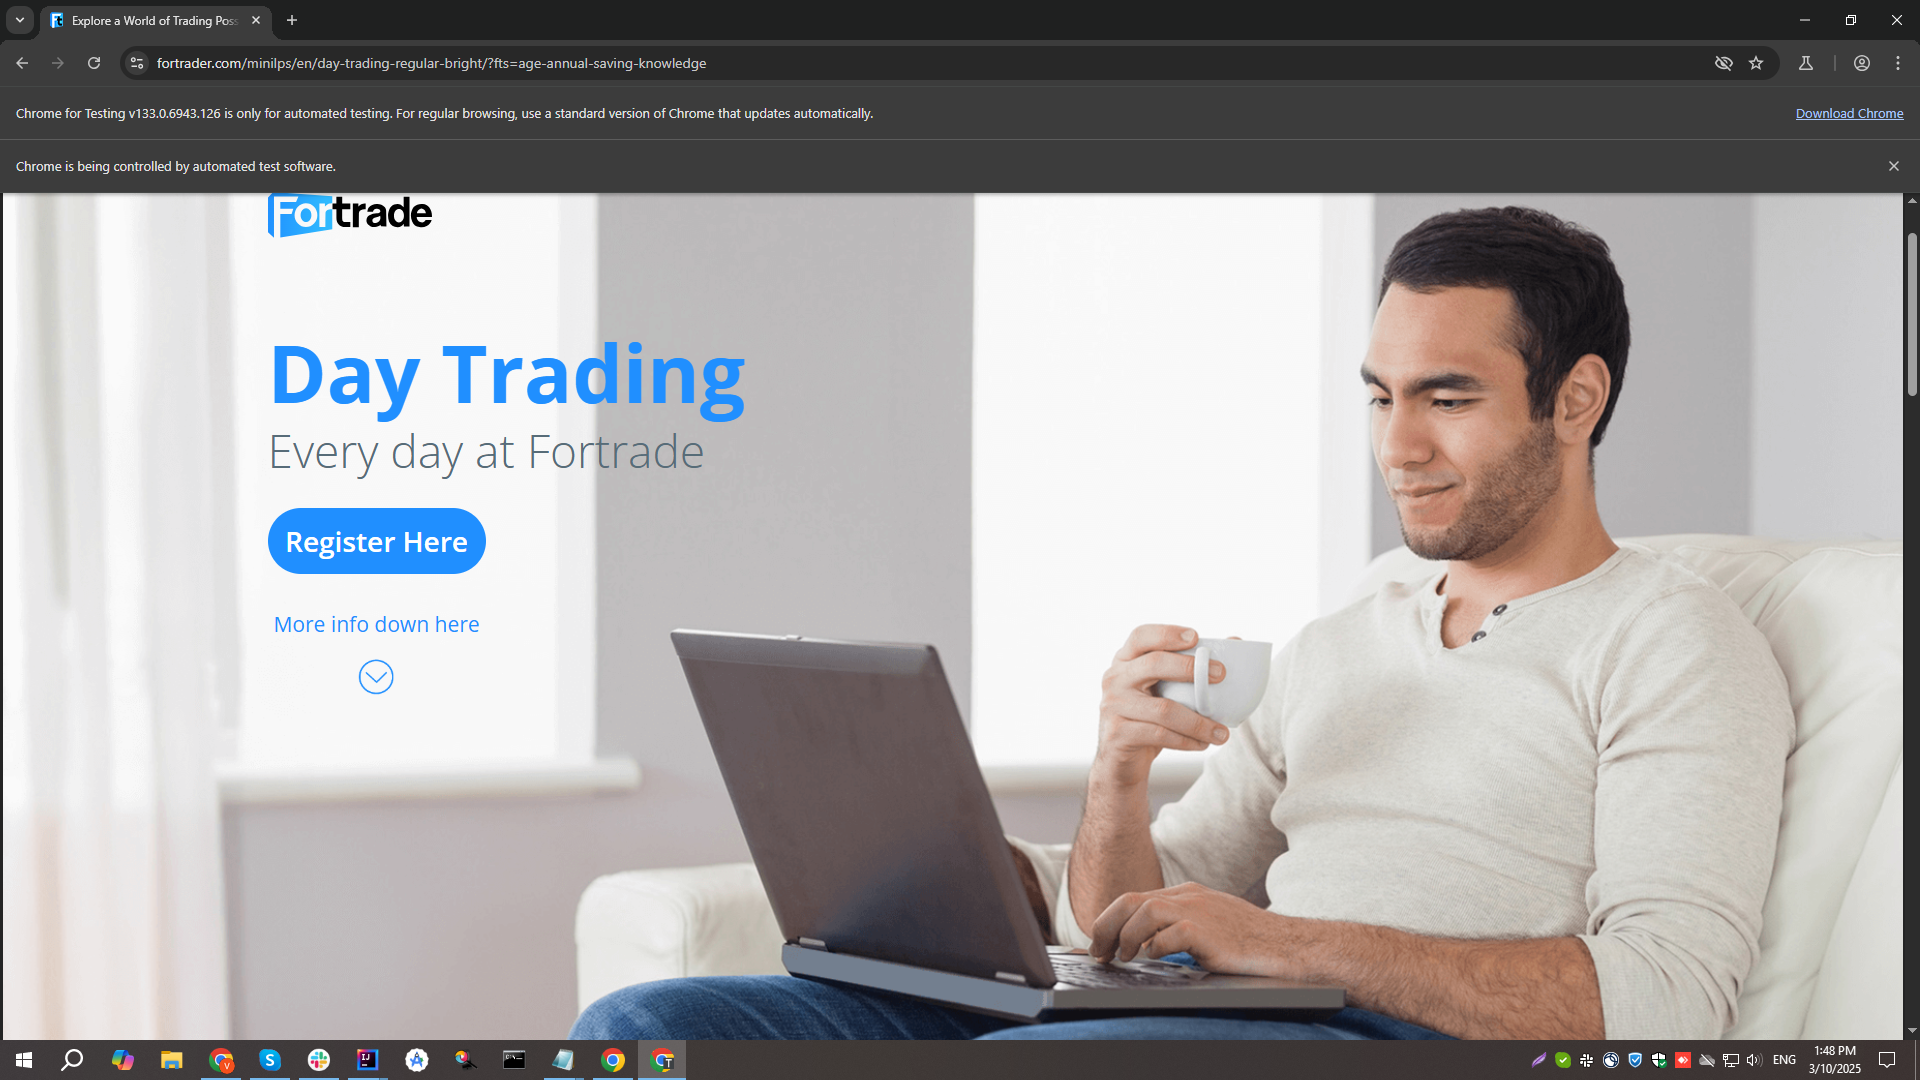 Explore a World of Trading Pos
fortrader.com/minilps/en/day-trading-regular-bright/?fts=age-annual-saving-knowledge
Chrome for Testing v133.0.6943.126 is only for automated testing. For regular browsing, use a standard version of Chrome that updates automatically.
Download Chrome
Chrome is being controlled by automated test software.
Fortrade
Day Trading
Every day at Fortrade
Register Here
More info down here
ENG
1:48 PM
3/10/2025